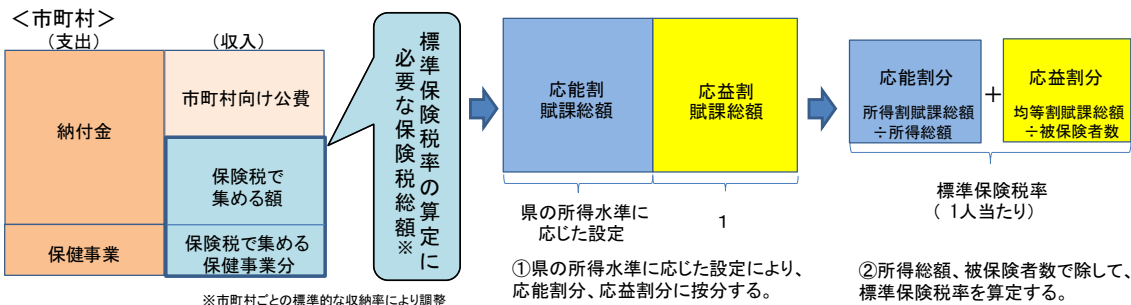 ＜市町村＞
（支出）
（収入）
納付金
保健事業
市町村向け公費
保険税で
集める額
保険税で集める
保健事業分
※市町村ごとの標準的な収納率により調整
標準保険税率の算定に
必要な保険税総額※
応能割
賦課総額
応益割
賦課総額
県の所得水準に
応じた設定
1
①県の所得水準に応じた設定により、
応能分、応益分に按分する。
応能割分
所得割賦課総額
÷所得総額
＋
応益割分
均等割賦課総額
÷被保険者数
標準保険税率
（ 1人当たり）
②所得総額、被保険者数で除して、
標準保険税率を算定する。